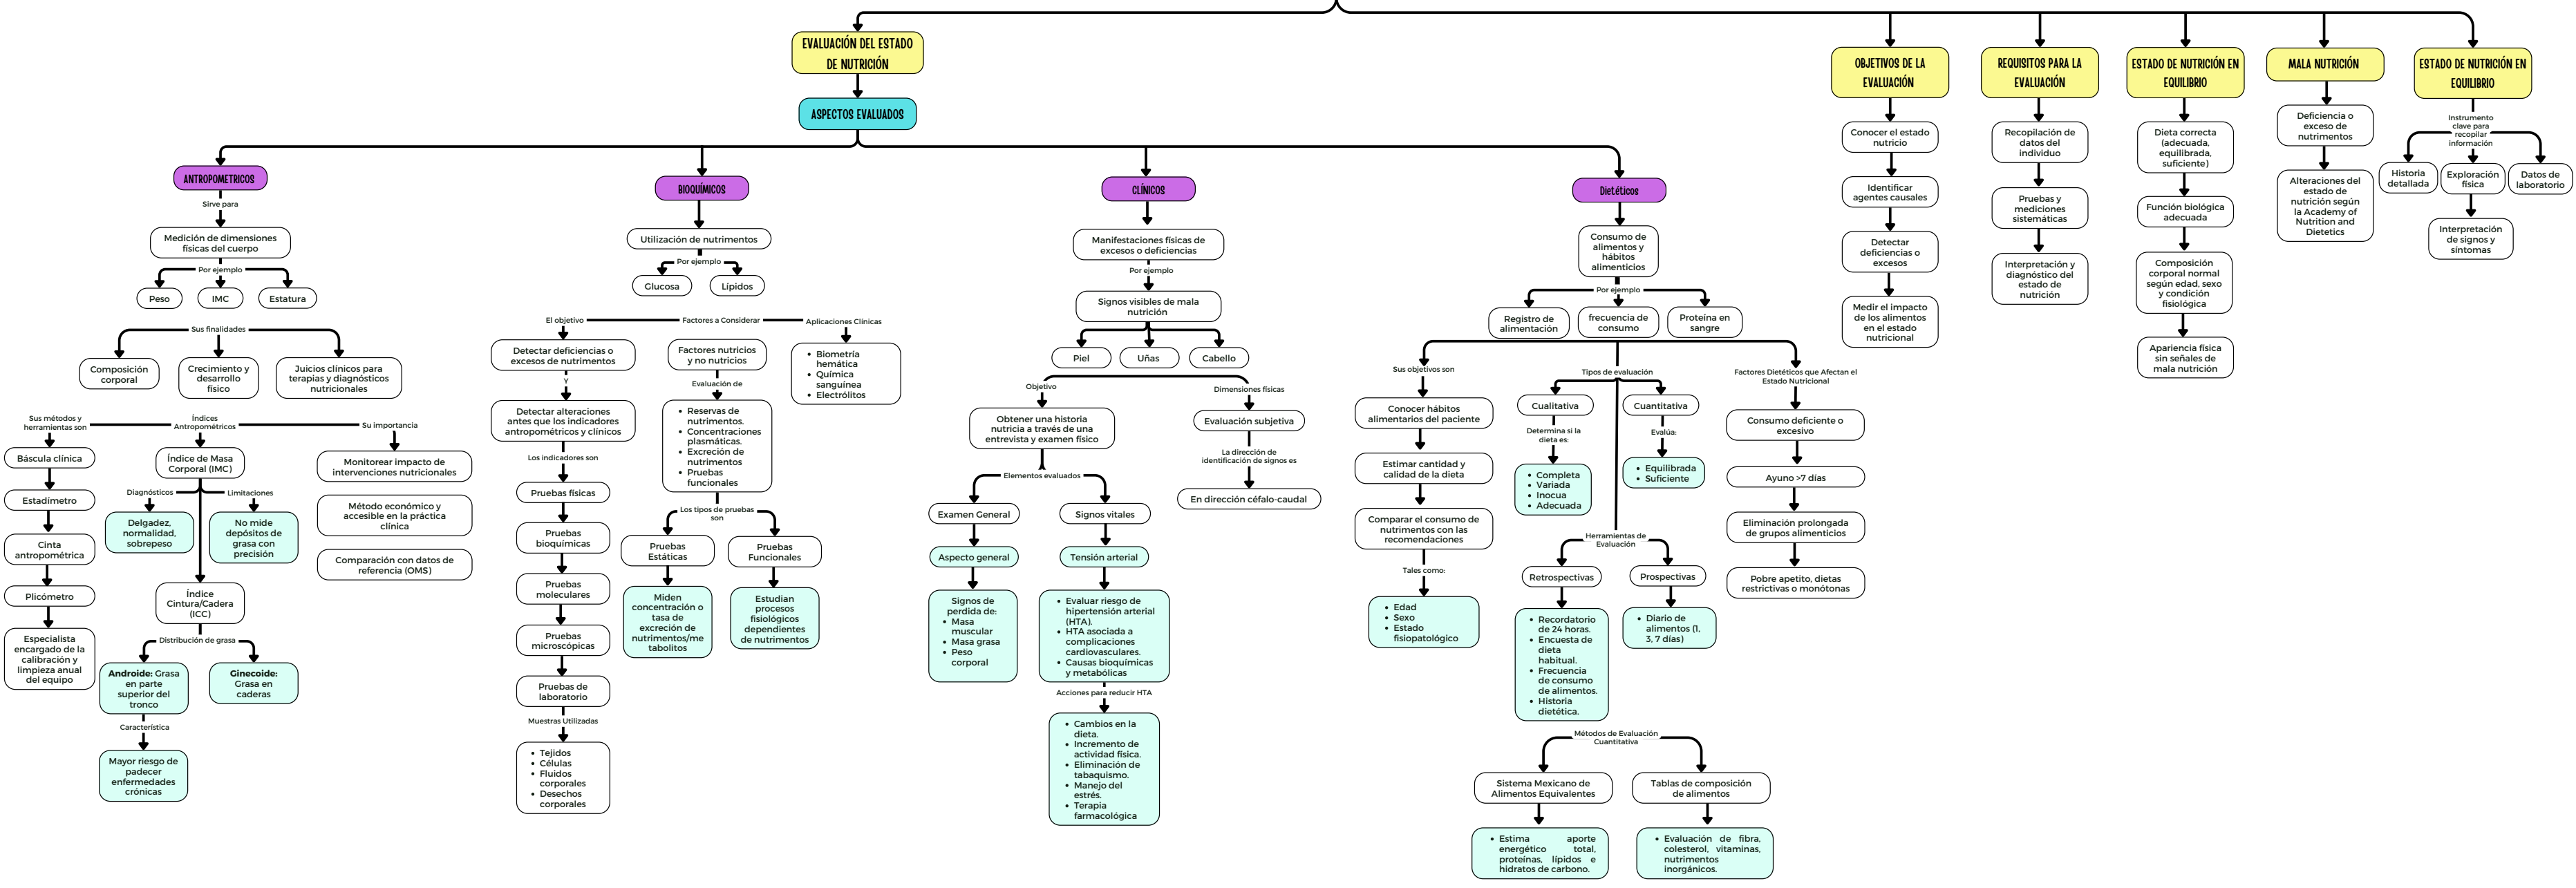 EVALUACIÓN DEL ESTADO
DE NUTRICIÓN
ASPECTOS EVALUADOS
ANTROPOMETRICOS
Sirve para
Medición de dimensiones
físicas del cuerpo
Por ejemplo
Peso
IMC
Estatura
Sus finalidades
Composición
corporal
Crecimiento y
desarrollo
físico
Juicios clínicos para
terapias y diagnósticos
nutricionales
Sus métodos y
herramientas son
Báscula clínica
Estadímetro
Cinta
antropométrica
Plicómetro
Especialista
encargado de la
calibración y
limpieza anual
del equipo
Índices
Antropométricos
Índice de Masa
Corporal (IMC)
Diagnósticos
Delgadez,
normalidad,
sobrepeso
Limitaciones
No mide
depósitos de
grasa con
precisión
Índice
Cintura/Cadera
(ICC)
Distribución de grasa
Androide: Grasa
en parte
superior del
tronco
Ginecoide:
Grasa en
caderas
Característica
Mayor riesgo de
padecer
enfermedades
crónicas
Su importancia
Monitorear impacto de
intervenciones nutricionales
Método económico y
accesible en la práctica
clínica
Comparación con datos de
referencia (OMS)
BIOQUÍMICOS
Utilización de nutrimentos
Por ejemplo
Glucosa
Lípidos
El objetivo
Detectar deficiencias o
excesos de nutrimentos
Y
Detectar alteraciones
antes que los indicadores
antropométricos y clínicos
Los indicadores son
Pruebas físicas
Pruebas
bioquímicas
Pruebas
moleculares
Pruebas
microscópicas
Pruebas de
laboratorio
Muestras Utilizadas
• Tejidos
• Células
• Fluidos
corporales
• Desechos
corporales
Factores a Considerar
Factores nutricios
y no nutricios
Evaluación de
• Reservas de
nutrimentos.
• Concentraciones
plasmáticas.
• Excreción de
nutrimentos
• Pruebas
funcionales
Los tipos de pruebas
son
Pruebas
Estáticas
Miden
concentración o
tasa de
excreción de
nutrimentos/me
tabolitos
Pruebas
Funcionales
Estudian
procesos
fisiológicos
dependientes
de nutrimentos
Aplicaciones Clínicas
• Biometría
hemática
• Química
sanguínea
• Electrólitos
CLÍNICOS
Manifestaciones físicas de
excesos o deficiencias
Por ejemplo
Signos visibles de mala
nutrición
Piel
Uñas
Cabello
Objetivo
Obtener una historia
nutricia a través de una
entrevista y examen físico
Elementos evaluados
Examen General
Aspecto general
Signos de
perdida de:
• Masa
muscular
• Masa grasa
• Peso
corporal
Signos vitales
Tensión arterial
• Evaluar riesgo de
hipertensión arterial
(HTA).
• HTA asociada a
complicaciones
cardiovasculares.
• Causas bioquímicas
y metabólicas
Acciones para reducir HTA
• Cambios en la
dieta.
• Incremento de
actividad física.
• Eliminación de
tabaquismo.
• Manejo del
estrés.
• Terapia
farmacológica
Dimensiones físicas
Evaluación subjetiva
La dirección de
identificación de signos es
En dirección céfalo-caudal
Dietéticos
Consumo de
alimentos y
hábitos
alimenticios
Por ejemplo
Registro de
alimentación
frecuencia de
consumo
Proteína en
sangre
Sus objetivos son
Conocer hábitos
alimentarios del paciente
Estimar cantidad y
calidad de la dieta
Comparar el consumo de
nutrimentos con las
recomendaciones
Tales como:
• Edad
• Sexo
• Estado
fisiopatológico
Tipos de evaluación
Cualitativa
Determina si la
dieta es:
• Completa
• Variada
• Inocua
• Adecuada
Cuantitativa
Evalúa:
• Equilibrada
• Suficiente
Herramientas de
Evaluación
Retrospectivas
• Recordatorio
de 24 horas.
• Encuesta de
dieta
habitual.
• Frecuencia
de consumo
de alimentos.
• Historia
dietética.
Prospectivas
• Diario de
alimentos (1,
3, 7 días)
Métodos de Evaluación
Cuantitativa
Sistema Mexicano de
Alimentos Equivalentes
• Estima aporte
energético total,
proteínas, lípidos e
hidratos de carbono.
Tablas de composición
de alimentos
• Evaluación de fibra,
colesterol, vitaminas,
nutrimentos
inorgánicos.
Factores Dietéticos que Afectan el
Estado Nutricional
Consumo deficiente o
excesivo
Ayuno >7 días
Eliminación prolongada
de grupos alimenticios
Pobre apetito, dietas
restrictivas o monótonas
OBJETIVOS DE LA
EVALUACIÓN
Conocer el estado
nutricio
Identificar
agentes causales
Detectar
deficiencias o
excesos
Medir el impacto
de los alimentos
en el estado
nutricional
REQUISITOS PARA LA
EVALUACIÓN
Recopilación de
datos del
individuo
Pruebas y
mediciones
sistemáticas
Interpretación y
diagnóstico del
estado de
nutrición
ESTADO DE NUTRICIÓN EN
EQUILIBRIO
Dieta correcta
(adecuada,
equilibrada,
suficiente)
Función biológica
adecuada
Composición
corporal normal
según edad, sexo
y condición
fisiológica
Apariencia física
sin señales de
mala nutrición
MALA NUTRICIÓN
Deficiencia o
exceso de
nutrimentos
Alteraciones del
estado de
nutrición según
la Academy of
Nutrition and
Dietetics
ESTADO DE NUTRICIÓN EN
EQUILIBRIO
Instrumento
clave para
recopilar
información
Historia
detallada
Exploración
física
Datos de
laboratorio
Interpretación
de signos y
síntomas